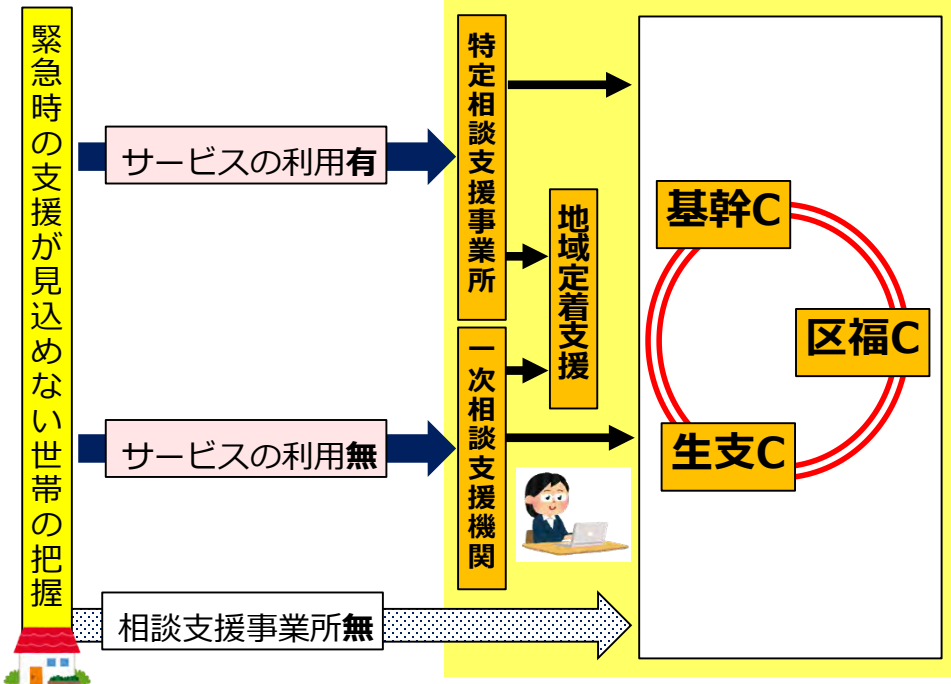 緊急時の支援が見込めない世帯の把握
サービスの利用有
サービスの利用無
相談支援事業所無
特定相談支援事業所
一次相談支援機関
地域定着支援
基幹C
区福C
生支C